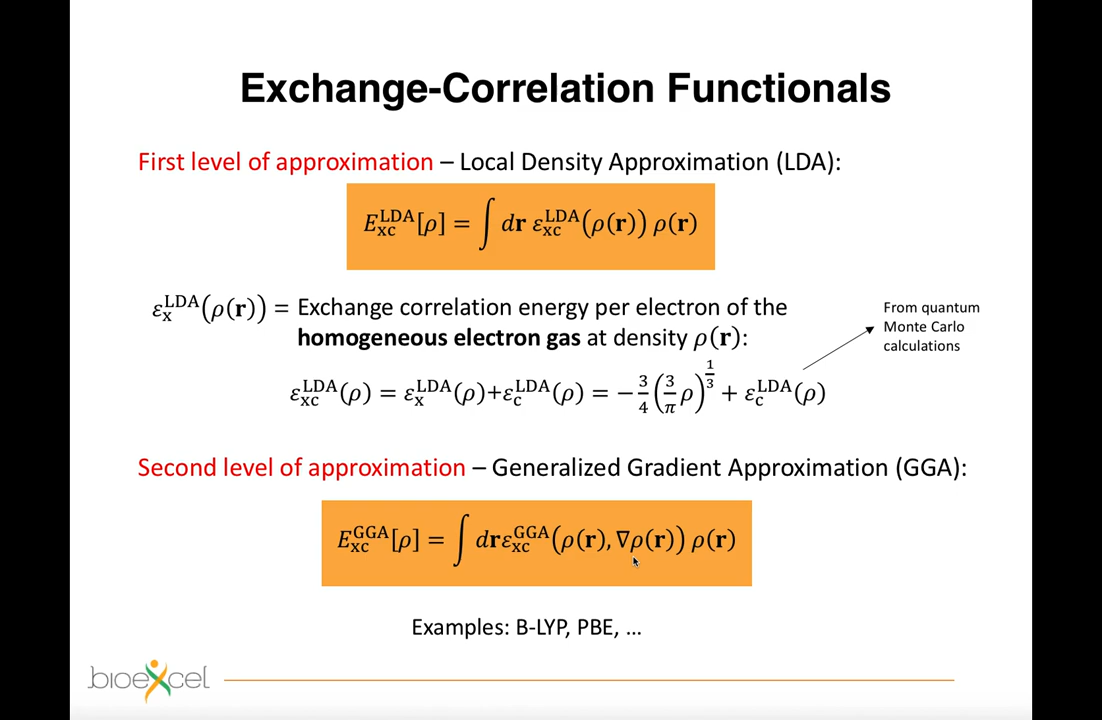 Exchange-Correlation Functionals
First level of approximation – Local Density Approximation (LDA):
E_xc^LDA[ρ] = ∫ d𝐫 ε_xc^LDA(ρ(𝐫)) ρ(𝐫)
ε_x^LDA(ρ(𝐫)) = Exchange correlation energy per electron of the
homogeneous electron gas at density ρ(𝐫):
From quantum
Monte Carlo
calculations
ε_xc^LDA(ρ) = ε_x^LDA(ρ)+ε_c^LDA(ρ) = −3/4(3/π ρ)^(1/3) + ε_c^LDA(ρ)
Second level of approximation – Generalized Gradient Approximation (GGA):
E_xc^GGA[ρ] = ∫ d𝐫ε_xc^GGA(ρ(𝐫), ∇ρ(𝐫)) ρ(𝐫)
Examples: B-LYP, PBE, ...
bioexcel